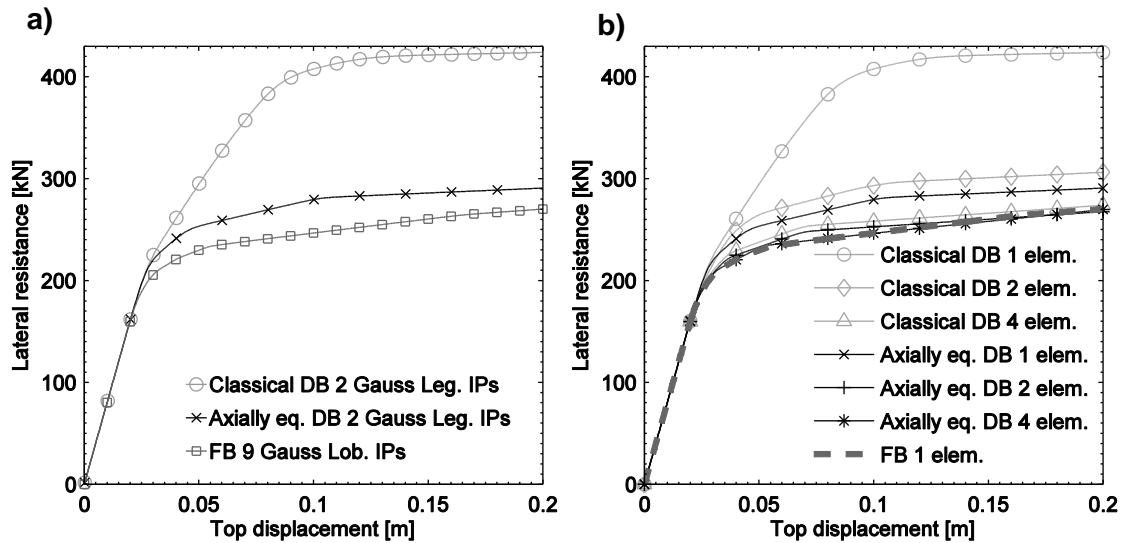 a)
Lateral resistance [kN]
400
300
200
100
0
0 0.05 0.1 0.15 0.2
Top displacement [m]
Classical DB 2 Gauss Leg. IPs
Axially eq. DB 2 Gauss Leg. IPs
FB 9 Gauss Lob. IPs
b)
Lateral resistance [kN]
400
300
200
100
0
0 0.05 0.1 0.15 0.2
Top displacement [m]
Classical DB 1 elem.
Classical DB 2 elem.
Classical DB 4 elem.
Axially eq. DB 1 elem.
Axially eq. DB 2 elem.
Axially eq. DB 4 elem.
FB 1 elem.